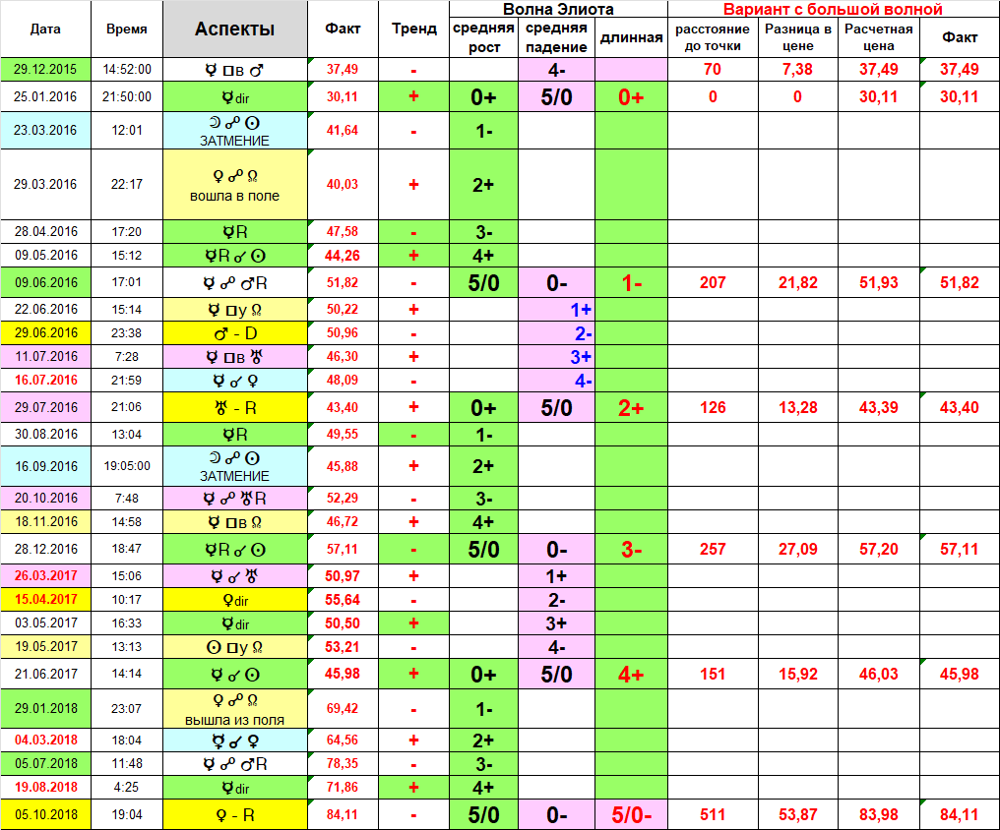 Дата Время Аспекты Факт Тренд Волна Элиота Вариант с большой волной
средняя рост средняя падение длинная расстояние до точки Разница в цене Расчетная цена Факт
29.12.2015 14:52:00 ☿ □в ♂ 37,49 - 4- 70 7,38 37,49 37,49
25.01.2016 21:50:00 ☿dir 30,11 + 0+ 5/0 0+ 0 0 30,11 30,11
23.03.2016 12:01 ☽ ☍ ☉ ЗАТМЕНИЕ 41,64 - 1-
29.03.2016 22:17 ♀ ☍ ☊ вошла в поле 40,03 + 2+
28.04.2016 17:20 ☿R 47,58 - 3-
09.05.2016 15:12 ☿R ☌ ☉ 44,26 + 4+
09.06.2016 17:01 ☿ ☍ ♂R 51,82 - 5/0 0- 1- 207 21,82 51,93 51,82
22.06.2016 15:14 ☿ □у ☊ 50,22 + 1+
29.06.2016 23:38 ♂ - D 50,96 - 2-
11.07.2016 7:28 ☿ □в ♅ 46,30 + 3+
16.07.2016 21:59 ☿ ☌ ♀ 48,09 - 4-
29.07.2016 21:06 ♅ - R 43,40 + 0+ 5/0 2+ 126 13,28 43,39 43,40
30.08.2016 13:04 ☿R 49,55 - 1-
16.09.2016 19:05:00 ☽ ☍ ☉ ЗАТМЕНИЕ 45,88 + 2+
20.10.2016 7:48 ☿ ☍ ♅R 52,29 - 3-
18.11.2016 14:58 ☿ □в ☊ 46,72 + 4+
28.12.2016 18:47 ☿R ☌ ☉ 57,11 - 5/0 0- 3- 257 27,09 57,20 57,11
26.03.2017 15:06 ☿ ☌ ♅ 50,97 + 1+
15.04.2017 10:17 ♀dir 55,64 - 2-
03.05.2017 16:33 ☿dir 50,50 + 3+
19.05.2017 13:13 ☉ □у ☊ 53,21 - 4-
21.06.2017 14:14 ☿ ☌ ☉ 45,98 + 0+ 5/0 4+ 151 15,92 46,03 45,98
29.01.2018 23:07 ♀ ☍ ☊ вышла из поля 69,42 - 1-
04.03.2018 18:04 ☿ ☌ ♀ 64,56 + 2+
05.07.2018 11:48 ☿ ☍ ♂R 78,35 - 3-
19.08.2018 4:25 ☿dir 71,86 + 4+
05.10.2018 19:04 ♀ - R 84,11 - 5/0 0- 5/0- 511 53,87 83,98 84,11